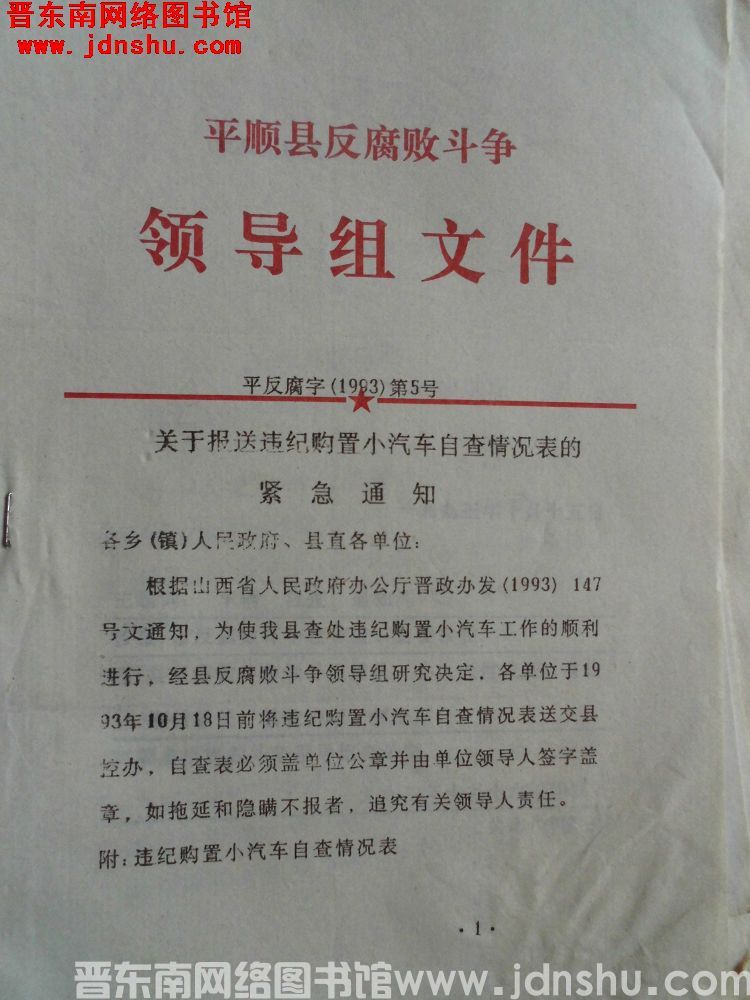 晋东南网络图书馆
www.jdnshu.com
平顺县反腐败斗争
领导组文件
平反腐字(1993)第5号
关于报送违纪购置小汽车自查情况表的
紧急通知
各乡(镇)人民政府、县直各单位：
根据山西省人民政府办公厅晋政办发(1993) 147
号文通知，为使我县查处违纪购置小汽车工作的顺利
进行，经县反腐败斗争领导组研究决定．各单位于19
93年10月18日前将违纪购置小汽车自查情况表送交县
控办，自查表必须盖单位公章并由单位领导人签字盖
章，如拖延和隐瞒不报者，追究有关领导人责任。
附：违纪购置小汽车自查情况表
·1·
晋东南网络图书馆www.jdnshu.com